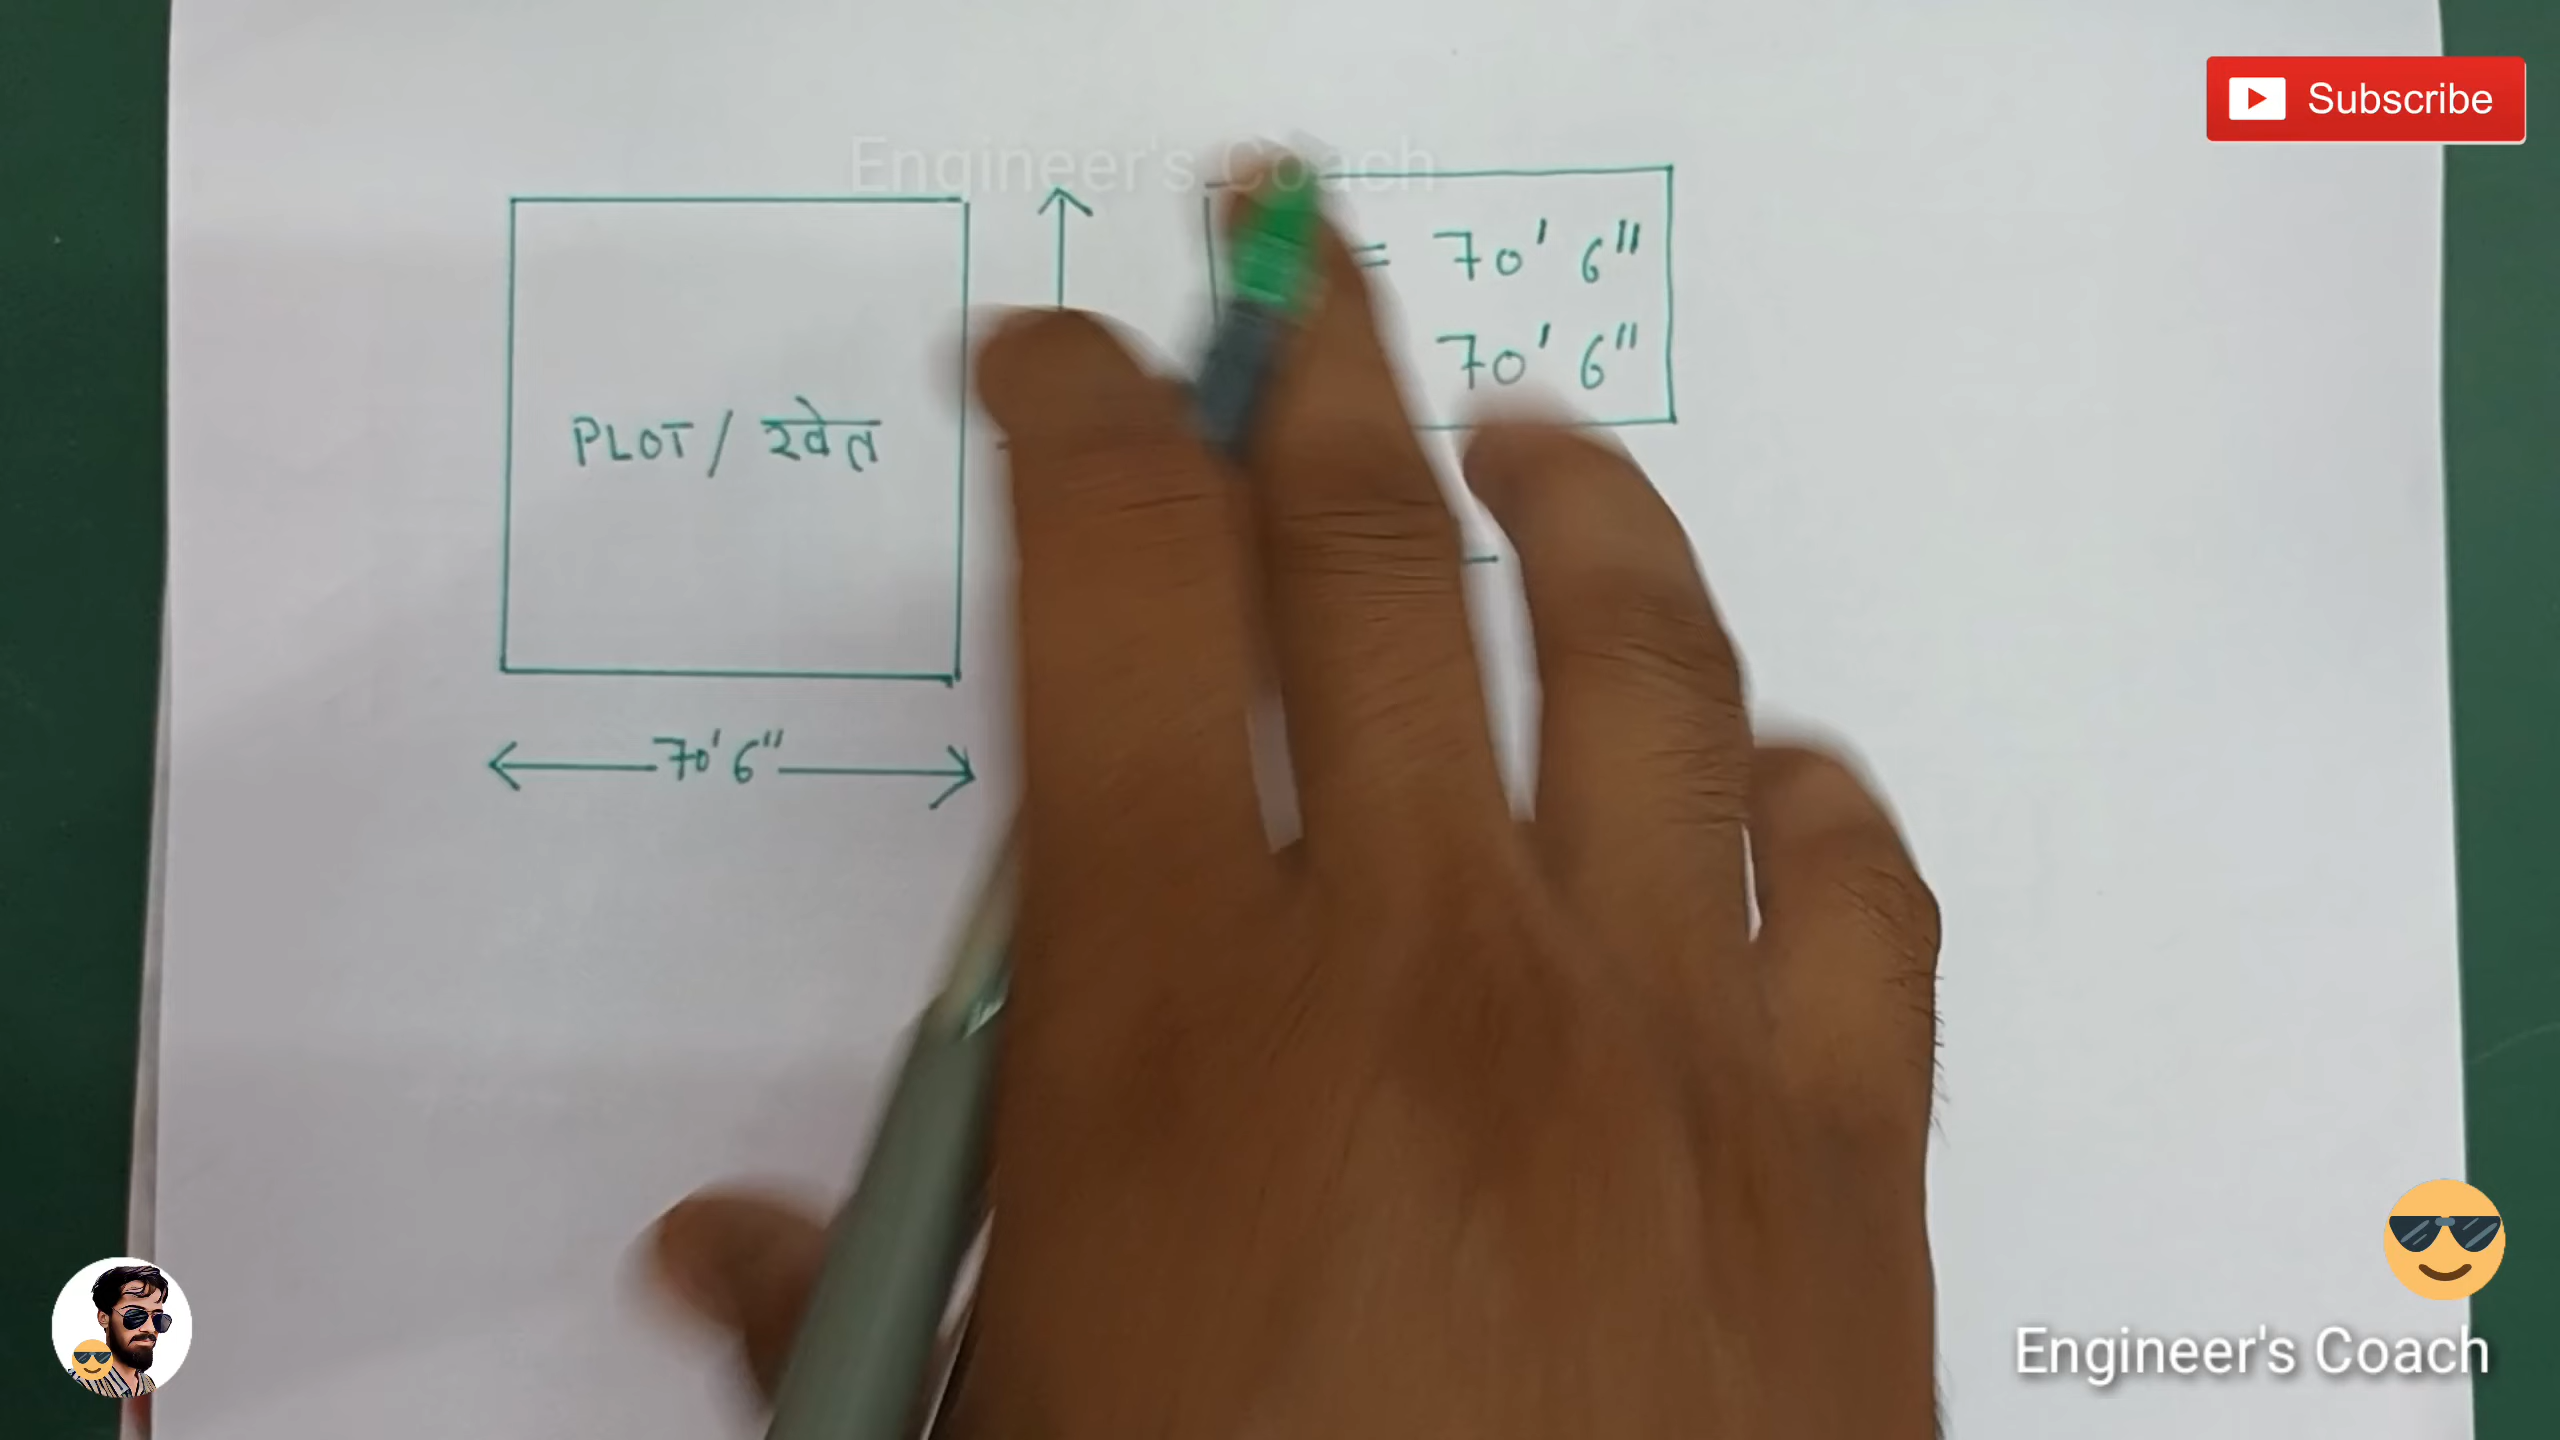 Subscribe
Engineer's Coach
= 70' 6"
70' 6"
PLOT / खेत
70' 6"
Engineer's Coach